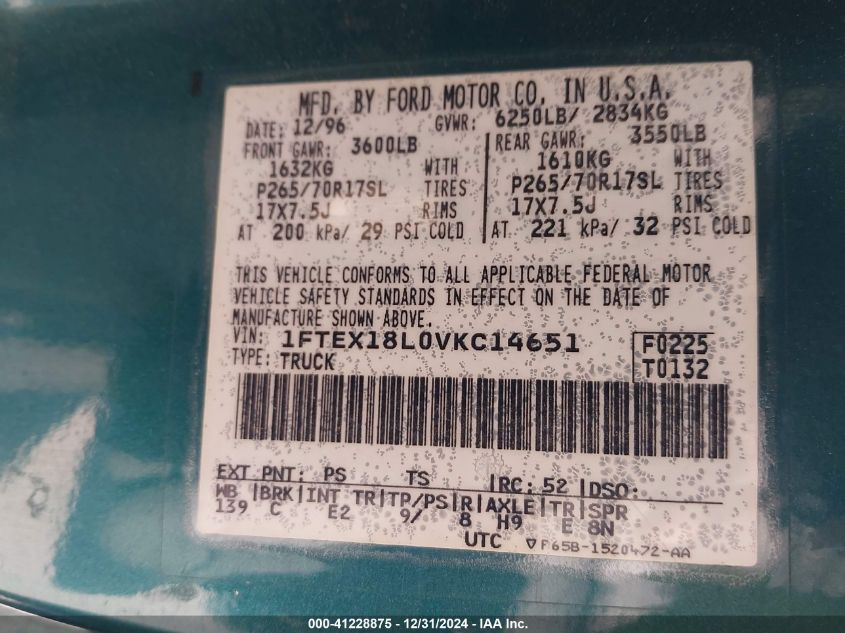 MFD. BY FORD MOTOR CO. IN U.S.A.
DATE: 12/96 GVWR: 6250LB/ 2834KG
FRONT GAWR: 3600LB REAR GAWR: 3550LB
1632KG WITH 1610KG WITH
P265/70R17SL TIRES P265/70R17SL TIRES
17X7.5J RIMS 17X7.5J RIMS
AT 200 kPa/ 29 PSI COLD AT 221 kPa/ 32 PSI COLD
THIS VEHICLE CONFORMS TO ALL APPLICABLE FEDERAL MOTOR
VEHICLE SAFETY STANDARDS IN EFFECT ON THE DATE OF
MANUFACTURE SHOWN ABOVE.
VIN: 1FTEX18L0VKC14651 F0225
TYPE: TRUCK T0132
EXT PNT: PS TS RC: 52 DSO:
WB BRK INT TR TP/PS R AXLE TR SPR
139 C E2 9/ 8 H9 E 8N
UTC F65B-1520472-AA
000-41228875 - 12/31/2024 - IAA Inc.